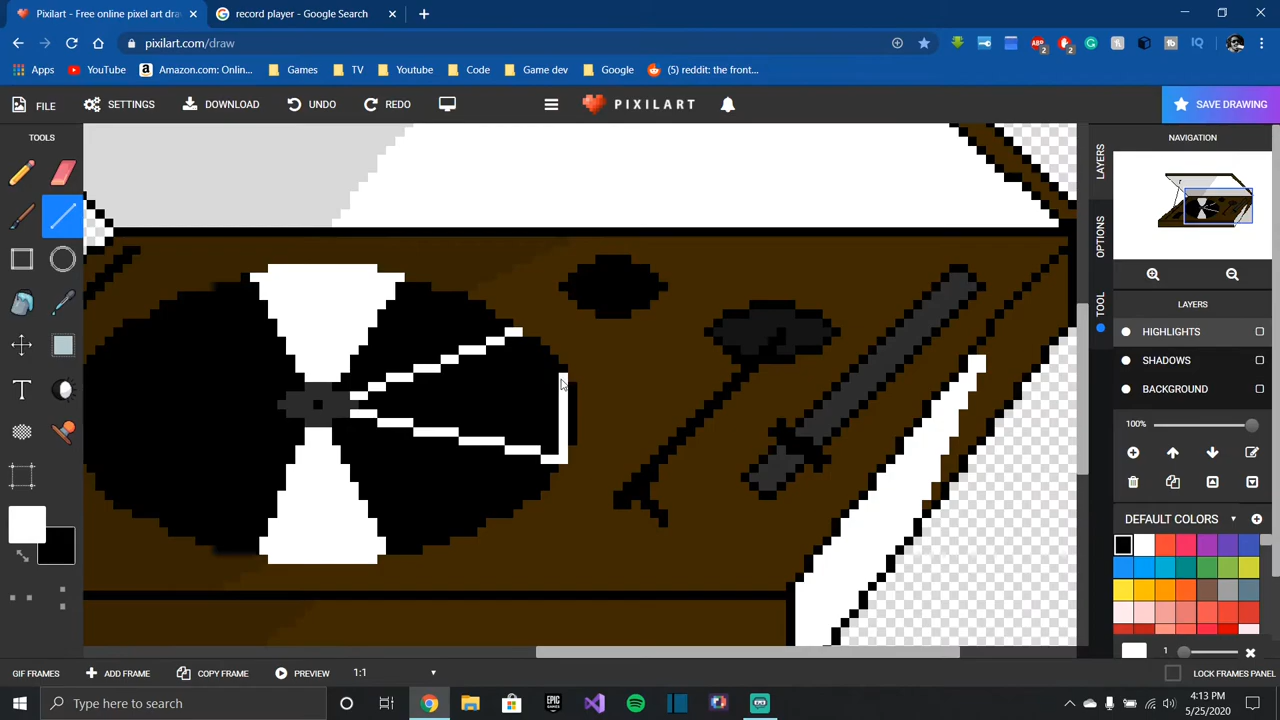 Pixilart - Free online pixel art dra
record player - Google Search
pixilart.com/draw
Apps
YouTube
Amazon.com: Onlin...
Games
TV
Youtube
Code
Game dev
Google
(5) reddit: the front...
FILE
SETTINGS
DOWNLOAD
UNDO
REDO
PIXILART
SAVE DRAWING
TOOLS
LAYERS
OPTIONS
TOOL
NAVIGATION
LAYERS
HIGHLIGHTS
SHADOWS
BACKGROUND
100%
DEFAULT COLORS
1
GIF FRAMES
ADD FRAME
COPY FRAME
PREVIEW
1:1
LOCK FRAMES PANEL
Type here to search
4:13 PM
5/25/2020